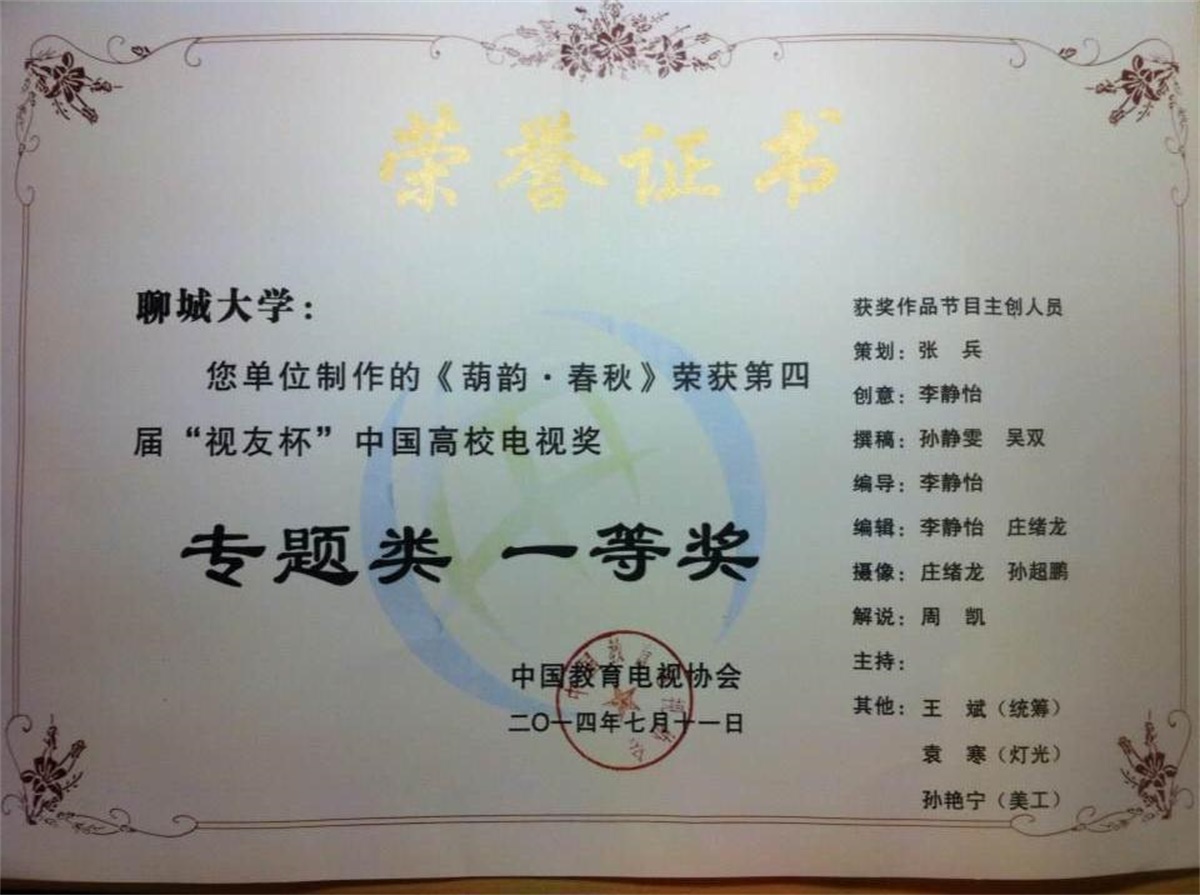 荣誉证书
聊城大学：
您单位制作的《葫韵·春秋》荣获第四
届“视友杯”中国高校电视奖
专题类 一等奖
中国教育电视协会
二〇一四年七月十一日
获奖作品节目主创人员
策划：张　兵
创意：李静怡
撰稿：孙静雯　吴双
编导：李静怡
编辑：李静怡　庄绪龙
摄像：庄绪龙　孙超鹏
解说：周　凯
主持：
其他：王　斌（统筹）
袁　寒（灯光）
孙艳宁（美工）